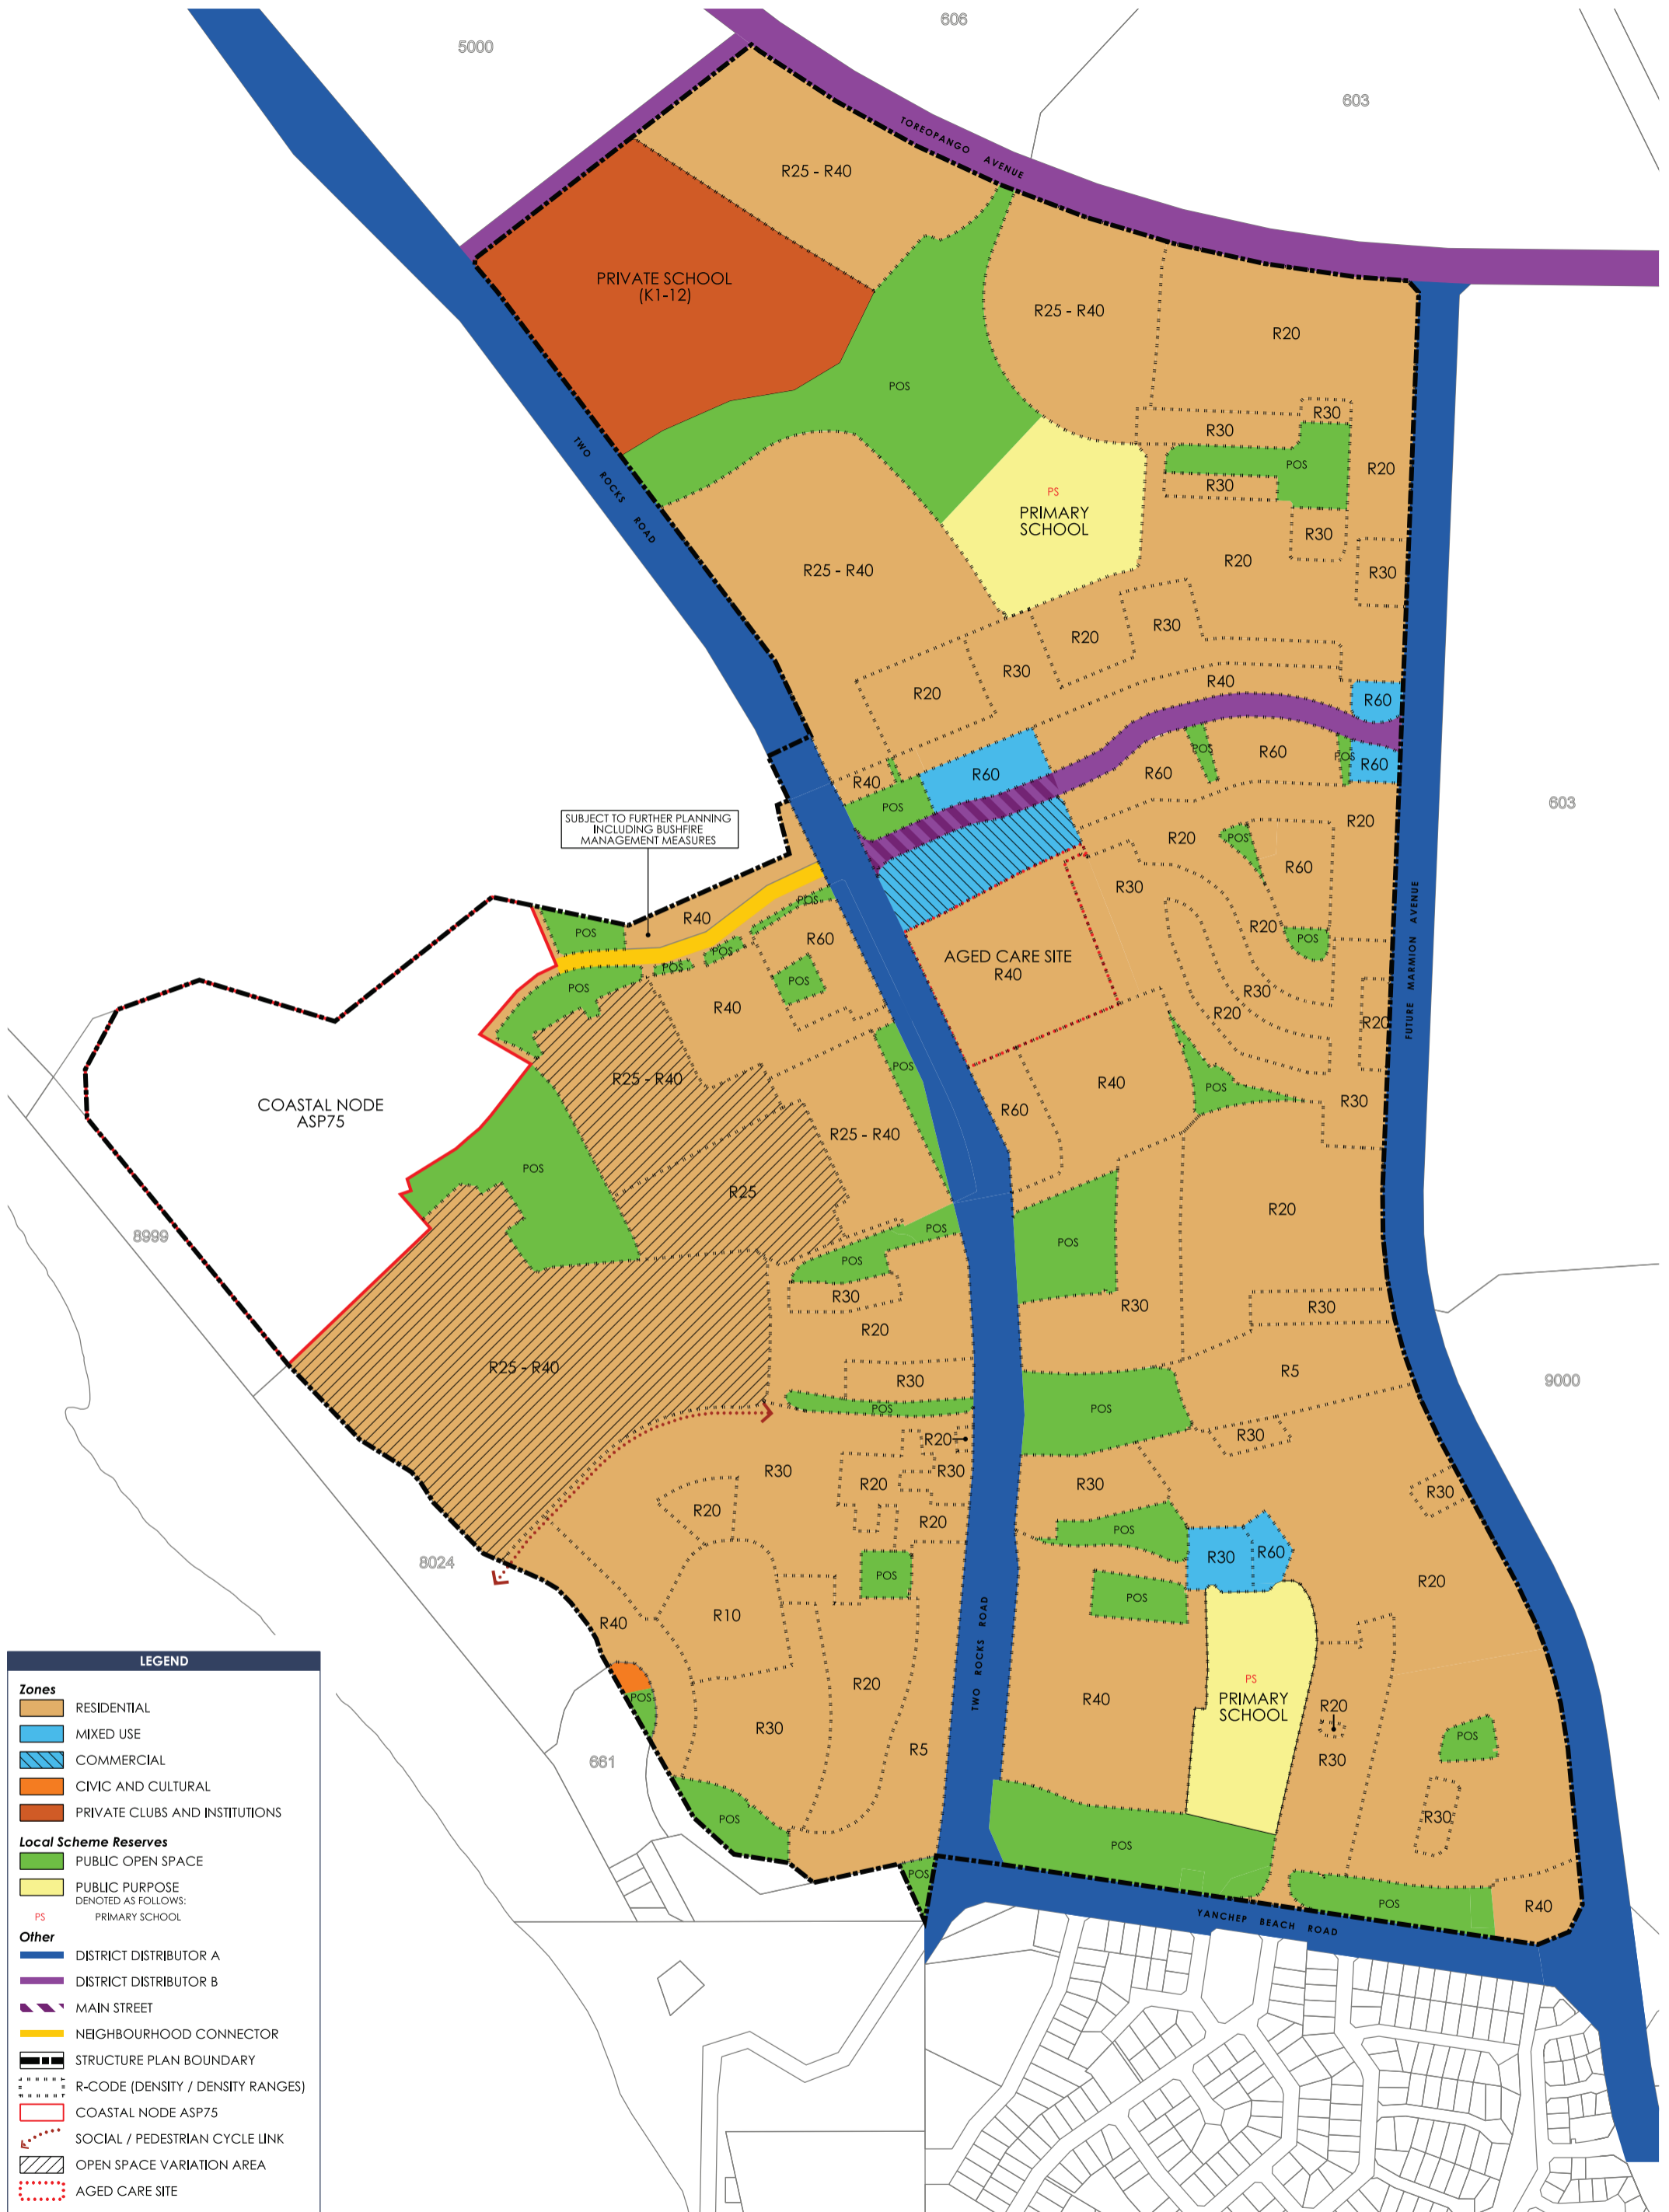 606
5000
603
TOREOPANGO AVENUE
R25 - R40
PRIVATE SCHOOL
(K1-12)
R25 - R40
R20
POS
R30
R30
POS
R20
R30
TWO ROCKS ROAD
PS
PRIMARY
SCHOOL
R30
R20
R30
R25 - R40
R30
R20
R30
R20
R40
R60
POS
R60
POS
R60
R60
R60
R40
POS
603
SUBJECT TO FURTHER PLANNING
INCLUDING BUSHFIRE
MANAGEMENT MEASURES
R20
POS
R20
R60
R30
POS
R40
R20
POS
R60
POS
POS
POS
FUTURE MARMION AVENUE
AGED CARE SITE
R40
POS
POS
R40
R30
R20
R20
POS
R25 - R40
R40
POS
COASTAL NODE
ASP75
R60
R30
R25 - R40
POS
R25
R20
POS
POS
8999
POS
R30
R30
R30
R20
R25 - R40
R5
R30
9000
POS
POS
R20
R30
R30
R30
R20
R30
R30
R20
R20
POS
8024
R30
R60
POS
R20
POS
R10
R40
TWO ROCKS ROAD
PS
PRIMARY
SCHOOL
R20
POS
R40
R20
R30
POS
R5
R30
661
POS
R30
POS
POS
POS
R40
YANCHEP BEACH ROAD
LEGEND
Zones
RESIDENTIAL
MIXED USE
COMMERCIAL
CIVIC AND CULTURAL
PRIVATE CLUBS AND INSTITUTIONS
Local Scheme Reserves
PUBLIC OPEN SPACE
PUBLIC PURPOSE
DENOTED AS FOLLOWS:
PS PRIMARY SCHOOL
Other
DISTRICT DISTRIBUTOR A
DISTRICT DISTRIBUTOR B
MAIN STREET
NEIGHBOURHOOD CONNECTOR
STRUCTURE PLAN BOUNDARY
R-CODE (DENSITY / DENSITY RANGES)
COASTAL NODE ASP75
SOCIAL / PEDESTRIAN CYCLE LINK
OPEN SPACE VARIATION AREA
AGED CARE SITE